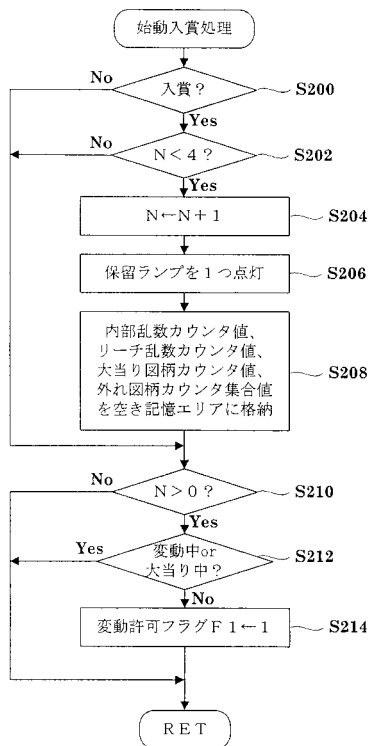 始動入賞処理
No
入賞？
S200
Yes
No
N＜4？
S202
Yes
N←N＋1
S204
保留ランプを１つ点灯
S206
内部乱数カウンタ値、
リーチ乱数カウンタ値、
大当り図柄カウンタ値、
外れ図柄カウンタ集合値
を空き記憶エリアに格納
S208
No
N＞0？
S210
Yes
Yes
変動中or
大当り中？
S212
No
変動許可フラグＦ１←１
S214
ＲＥＴ